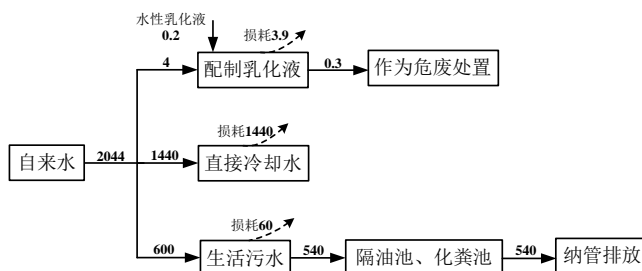 水性乳化液
0.2
损耗3.9
4
配制乳化液
0.3
作为危废处置
损耗1440
自来水
2044
1440
直接冷却水
损耗60
600
生活污水
540
隔油池、化粪池
540
纳管排放